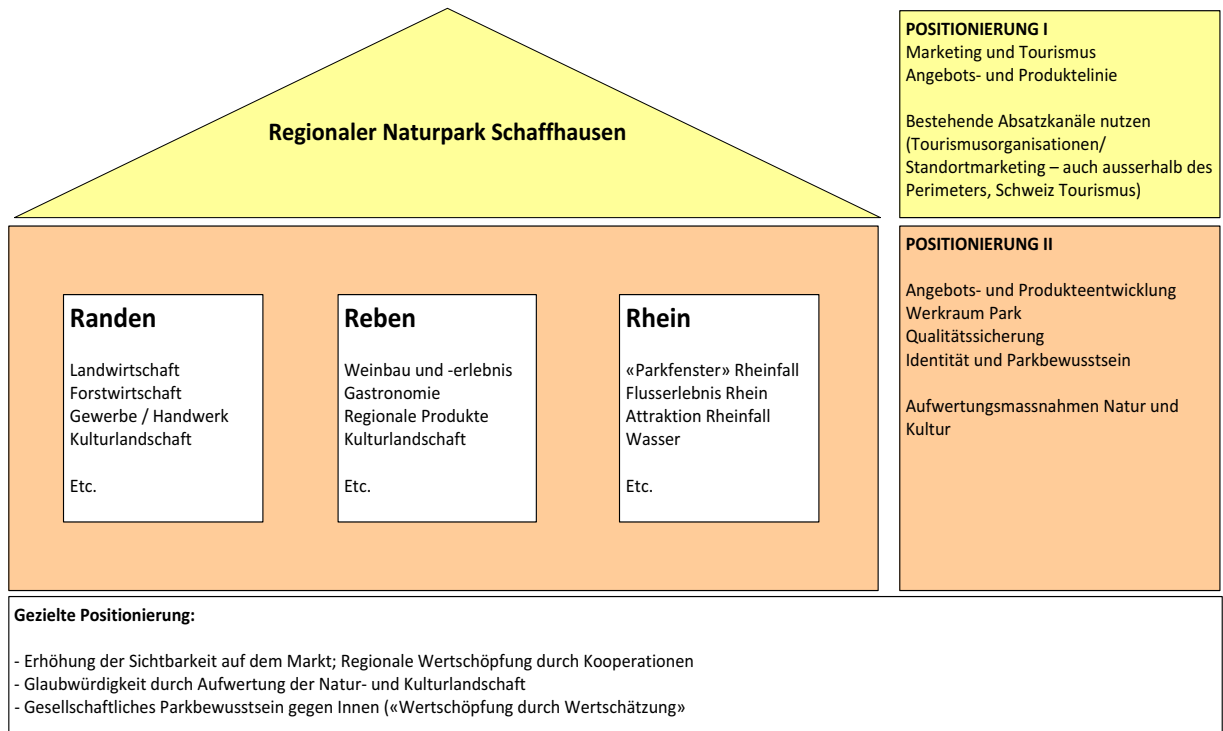 Regionaler Naturpark Schaffhausen
POSITIONIERUNG I
Marketing und Tourismus
Angebots- und Produktelinie
Bestehende Absatzkanäle nutzen
(Tourismusorganisationen/
Standortmarketing – auch ausserhalb des
Perimeters, Schweiz Tourismus)
Randen
Landwirtschaft
Forstwirtschaft
Gewerbe / Handwerk
Kulturlandschaft
Etc.
Reben
Weinbau und -erlebnis
Gastronomie
Regionale Produkte
Kulturlandschaft
Etc.
Rhein
«Parkfenster» Rheinfall
Flusserlebnis Rhein
Attraktion Rheinfall
Wasser
Etc.
POSITIONIERUNG II
Angebots- und Produkteentwicklung
Werkraum Park
Qualitätssicherung
Identität und Parkbewusstsein
Aufwertungsmassnahmen Natur und
Kultur
Gezielte Positionierung:
- Erhöhung der Sichtbarkeit auf dem Markt; Regionale Wertschöpfung durch Kooperationen
- Glaubwürdigkeit durch Aufwertung der Natur- und Kulturlandschaft
- Gesellschaftliches Parkbewusstsein gegen Innen («Wertschöpfung durch Wertschätzung»